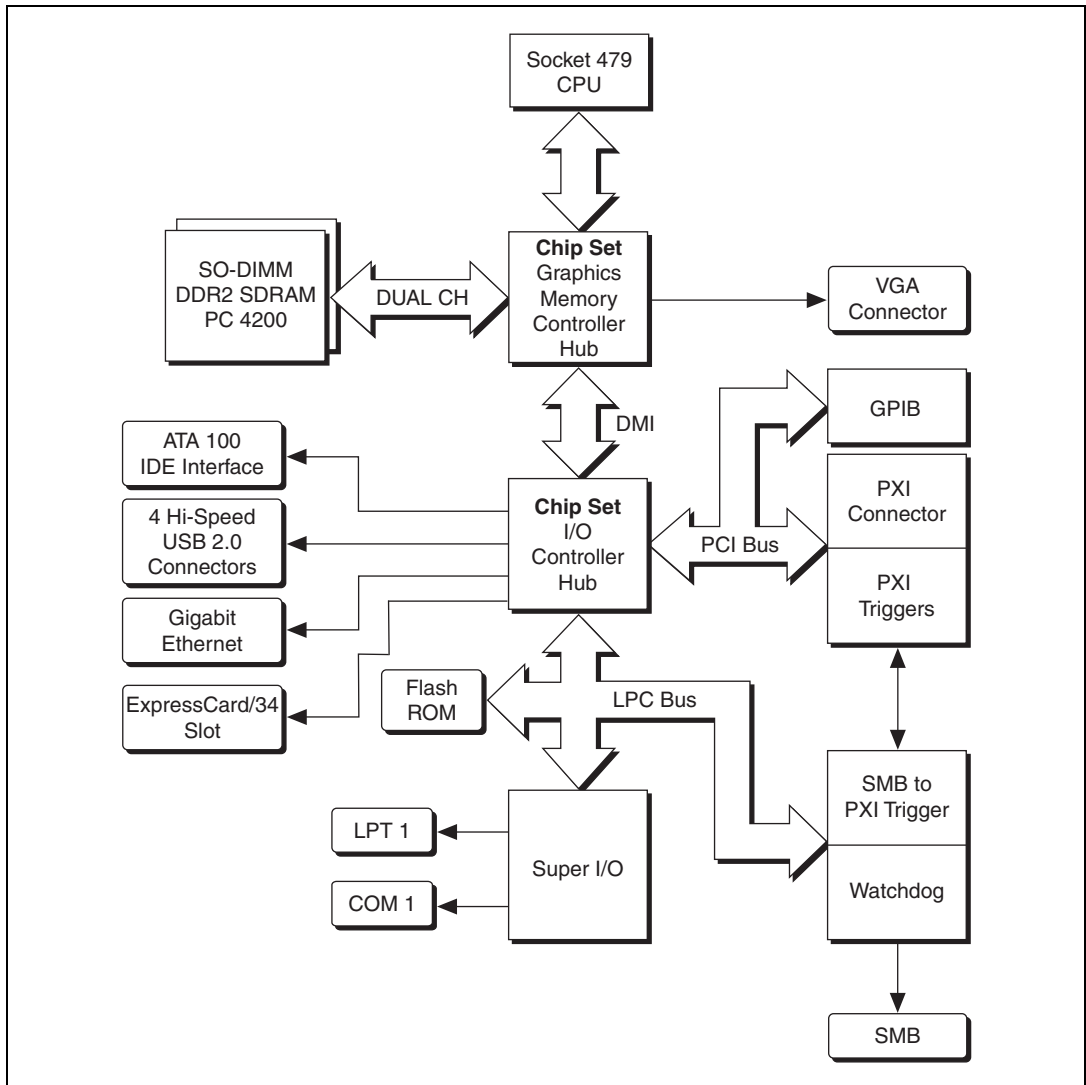 Socket 479
CPU
SO-DIMM
DDR2 SDRAM
PC 4200
DUAL CH
Chip Set
Graphics
Memory
Controller
Hub
VGA
Connector
DMI
GPIB
ATA 100
IDE Interface
4 Hi-Speed
USB 2.0
Connectors
Gigabit
Ethernet
ExpressCard/34
Slot
Chip Set
I/O
Controller
Hub
PCI Bus
PXI
Connector
PXI
Triggers
Flash
ROM
LPC Bus
SMB to
PXI Trigger
Watchdog
LPT 1
COM 1
Super I/O
SMB